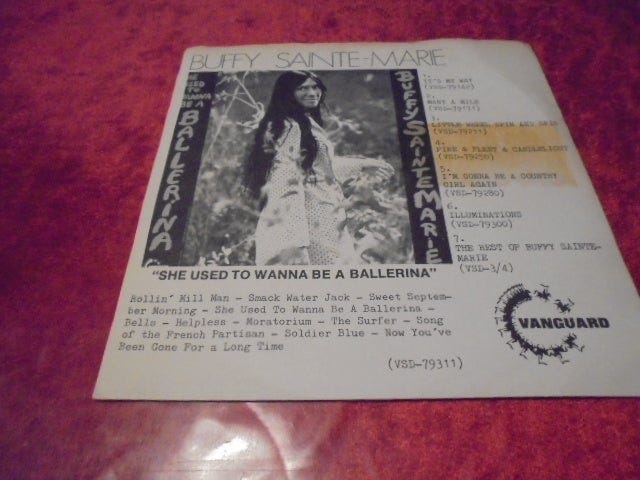 BUFFY SAINTE-MARIE
SHE
USED
TO
WANNA
BE A
BALLERINA
BUFFY SAINTE MARIE
1.
IT'S MY WAY
(VSD-79142)
2.
MANY A MILE
(VSD-79171)
3.
LITTLE WHEEL SPIN AND SPIN
(VSD-79211)
4.
FIRE & FLEET & CANDLELIGHT
(VSD-79250)
5.
I'M GONNA BE A COUNTRY
GIRL AGAIN
(VSD-79280)
6.
ILLUMINATIONS
(VSD-79300)
7.
THE BEST OF BUFFY SAINTE-
MARIE
(VSD-3/4)
"SHE USED TO WANNA BE A BALLERINA"
Rollin' Mill Man - Smack Water Jack - Sweet Septem-
ber Morning - She Used To Wanna Be A Ballerina -
Bells - Helpless - Moratorium - The Surfer - Song
of the French Partisan - Soldier Blue - Now You've
Been Gone For a Long Time
(VSD-79311)
VANGUARD